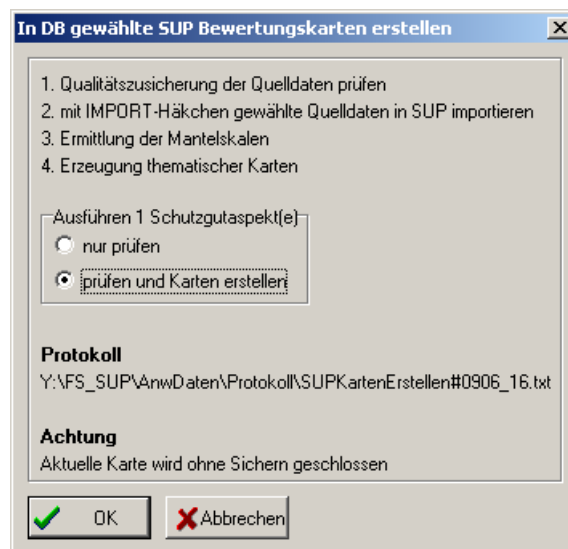 In DB gewählte SUP Bewertungskarten erstellen
1. Qualitätszusicherung der Quelldaten prüfen
2. mit IMPORT-Häkchen gewählte Quelldaten in SUP importieren
3. Ermittlung der Mantelskalen
4. Erzeugung thematischer Karten
Ausführen 1 Schutzgutaspekt(e)
nur prüfen
prüfen und Karten erstellen
Protokoll
Y:\FS_SUP\AnwDaten\Protokoll\SUPKartenErstellen#0906_16.txt
Achtung
Aktuelle Karte wird ohne Sichern geschlossen
OK
Abbrechen